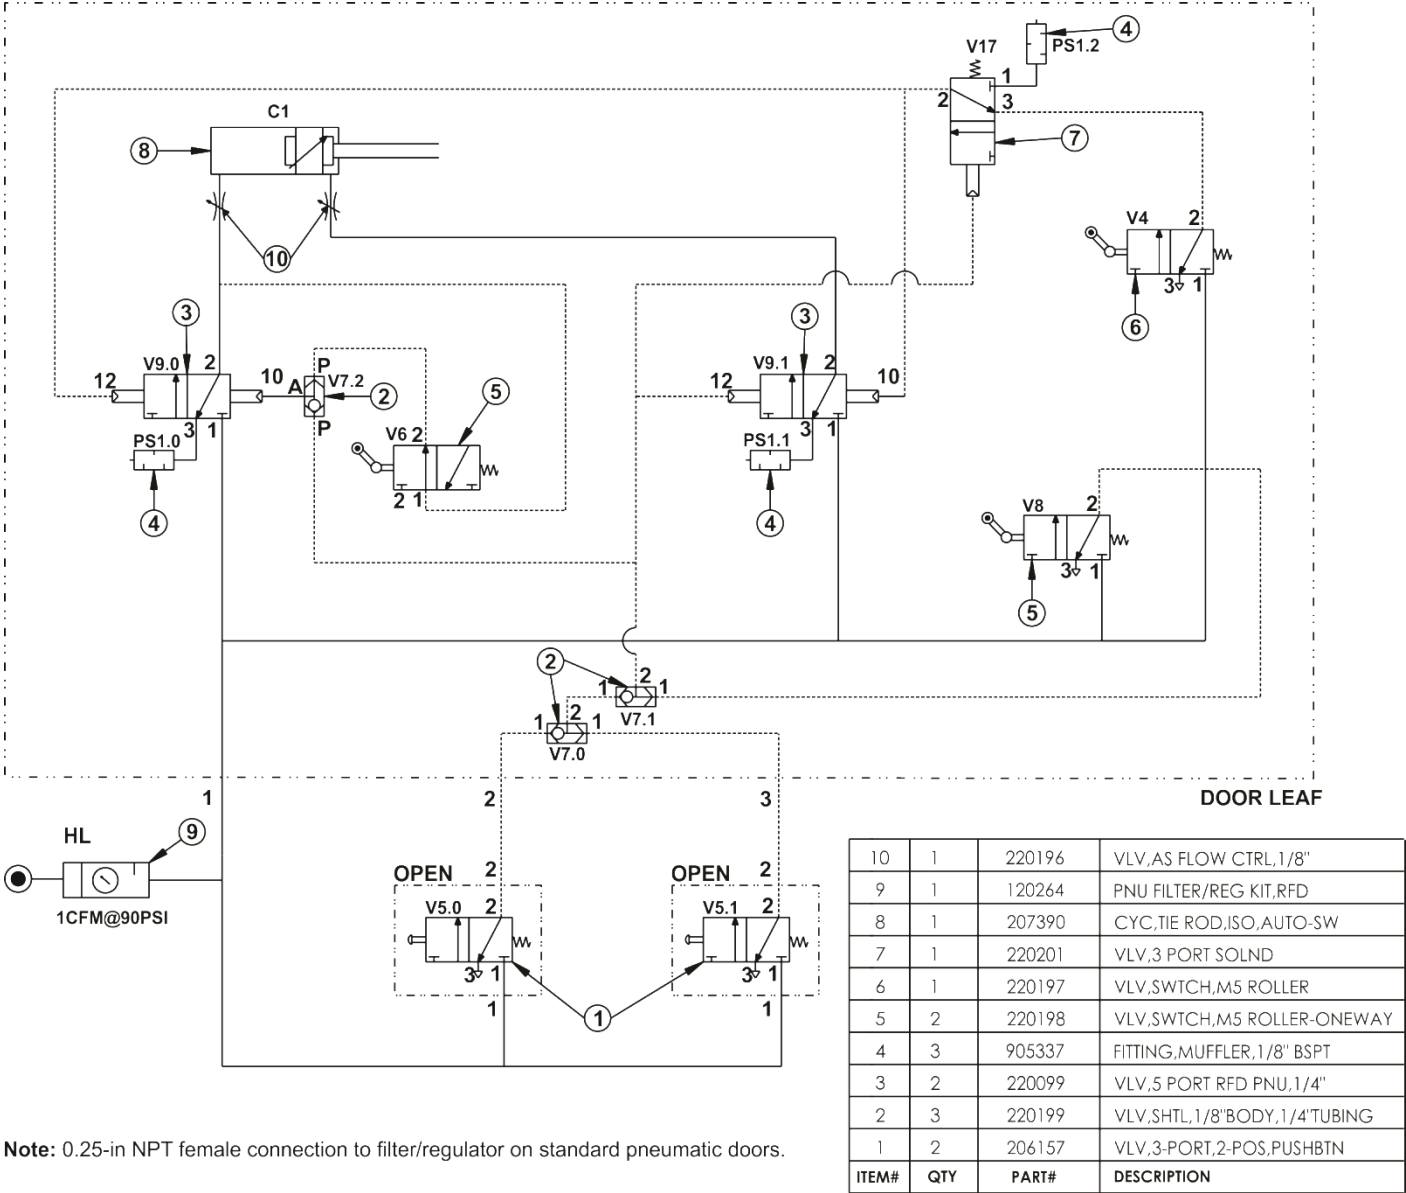 4
V17
PS1.2
1
2
3
C1
8
7
10
V4
2
3
1
6
3
3
V9.0
2
12
10
P
A
V7.2
2
P
5
3
1
PS1.0
4
V6
2
2
1
V9.1
2
12
10
3
1
PS1.1
4
V8
2
3
1
5
2
1
2
1
V7.1
1
2
1
V7.0
1
2
3
DOOR LEAF
HL
9
1CFM@90PSI
OPEN
2
V5.0
2
3
1
1
OPEN
2
V5.1
2
3
1
1
1
10 1 220196 VLV,AS FLOW CTRL,1/8"
9 1 120264 PNU FILTER/REG KIT,RFD
8 1 207390 CYC,TIE ROD,ISO,AUTO-SW
7 1 220201 VLV,3 PORT SOLND
6 1 220197 VLV,SWTCH,M5 ROLLER
5 2 220198 VLV,SWTCH,M5 ROLLER-ONEWAY
4 3 905337 FITTING,MUFFLER,1/8" BSPT
3 2 220099 VLV,5 PORT RFD PNU,1/4"
2 3 220199 VLV,SHTL,1/8"BODY,1/4"TUBING
1 2 206157 VLV,3-PORT,2-POS,PUSHBTN
ITEM# QTY PART# DESCRIPTION
Note: 0.25-in NPT female connection to filter/regulator on standard pneumatic doors.